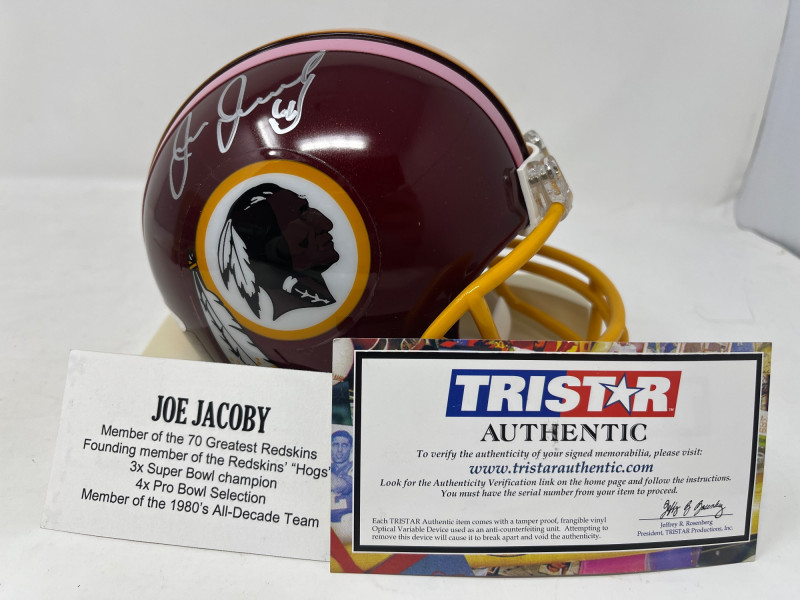 Joe Jacoby
66
JOE JACOBY
Member of the 70 Greatest Redskins
Founding member of the Redskins' "Hogs"
3x Super Bowl champion
4x Pro Bowl Selection
Member of the 1980's All-Decade Team
TRISTAR
AUTHENTIC
To verify the authenticity of your signed memorabilia, please visit:
www.tristarauthentic.com
Look for the Authenticity Verification link on the home page and follow the instructions.
You must have the serial number from your item to proceed.
Each TRISTAR Authentic item comes with a tamper proof, frangible vinyl
Optical Variable Device used as an anti-counterfeiting unit. Attempting to
remove this device will cause it to break apart and void the authenticity.
Jeffrey R. Rosenberg
President, TRISTAR Productions, Inc.